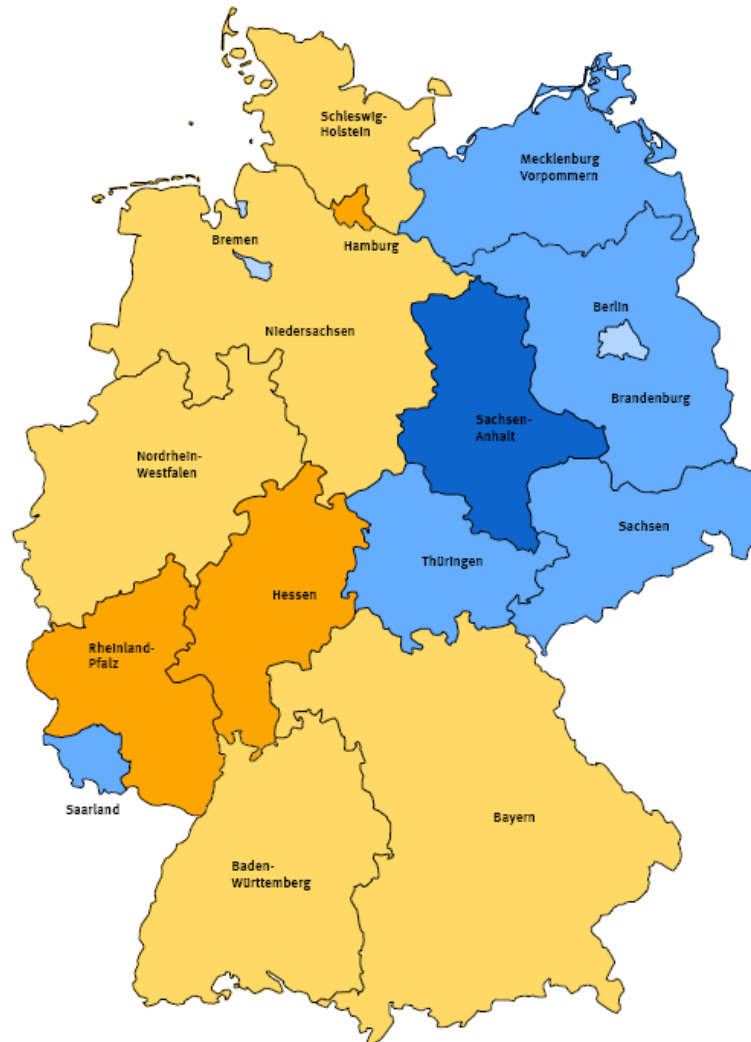 Schleswig-
Holstein
Mecklenburg
Vorpommern
Bremen
Hamburg
Berlin
Niedersachsen
Brandenburg
Sachsen-
Anhalt
Nordrhein-
Westfalen
Sachsen
Thüringen
Hessen
Rheinland-
Pfalz
Saarland
Bayern
Baden-
Württemberg